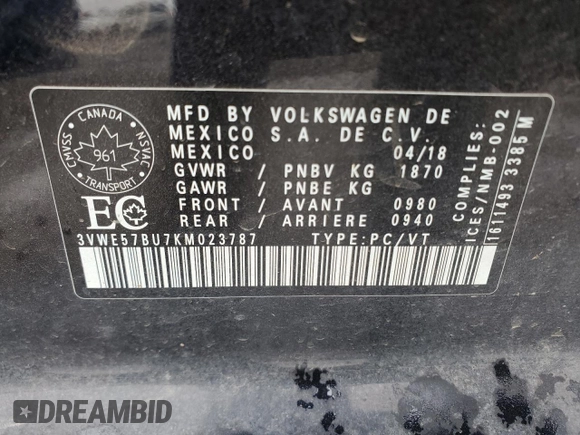 CANADA
CMVSS
NSVAC
961
TRANSPORT
EC
MFD BY VOLKSWAGEN DE
MEXICO S.A. DE C.V.
MEXICO 04/18
GVWR / PNBV KG 1870
GAWR / PNBE KG
FRONT / AVANT 0980
REAR / ARRIERE 0940
3VWE57BU7KM023787 TYPE:PC/VT
COMPLIES:
ICES/NMB-002
1611493 3385 M
DREAMBID